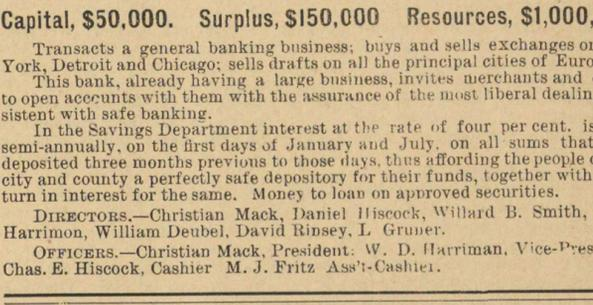 Capital, $50,000. Surplus, $150,000 Resources, $1,000,
Transacts a general banking business; buys and sells exchanges on
York, Detroit and Chicago; sells drafts on all the principal cities of Euro
This bank, already having a large business, invites merchants and
to open accounts with them with the assurance of the most liberal dealin
sistent with safe banking.
In the Savings Department interest at the rate of four per cent. is
semi-annually, on the first days of January and July, on all sums that
deposited three months previous to those days, thus affording the people o
city and county a perfectly safe depository for their funds, together with
turn in interest for the same. Money to loan on approved securities.
DIRECTORS.—Christian Mack, Daniel Hiscock, Willard B. Smith,
Harrimon, William Deubel, David Rinsey, L Gruner.
OFFICERS.—Christian Mack, President: W. D. Harriman, Vice-Pres
Chas. E. Hiscock, Cashier M. J. Fritz Ass't-Cashier.